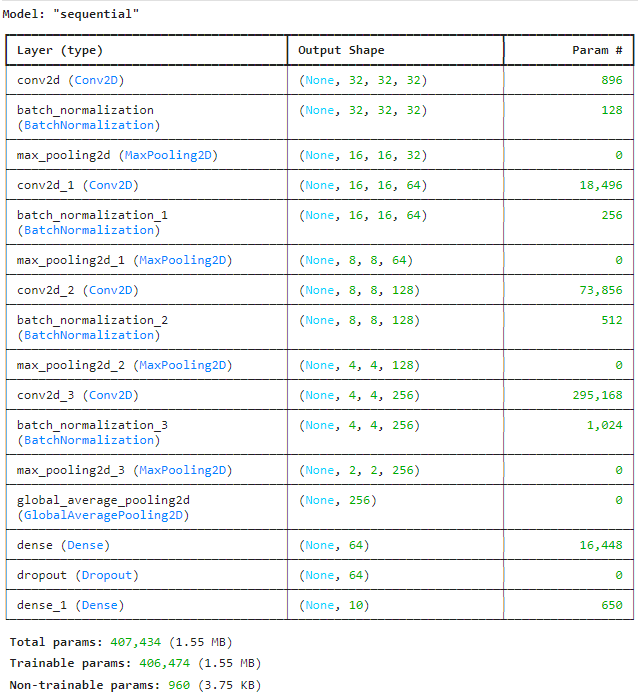 Model: "sequential"
Layer (type) Output Shape Param #
conv2d (Conv2D) (None, 32, 32, 32) 896
batch_normalization (None, 32, 32, 32) 128
(BatchNormalization)
max_pooling2d (MaxPooling2D) (None, 16, 16, 32) 0
conv2d_1 (Conv2D) (None, 16, 16, 64) 18,496
batch_normalization_1 (None, 16, 16, 64) 256
(BatchNormalization)
max_pooling2d_1 (MaxPooling2D) (None, 8, 8, 64) 0
conv2d_2 (Conv2D) (None, 8, 8, 128) 73,856
batch_normalization_2 (None, 8, 8, 128) 512
(BatchNormalization)
max_pooling2d_2 (MaxPooling2D) (None, 4, 4, 128) 0
conv2d_3 (Conv2D) (None, 4, 4, 256) 295,168
batch_normalization_3 (None, 4, 4, 256) 1,024
(BatchNormalization)
max_pooling2d_3 (MaxPooling2D) (None, 2, 2, 256) 0
global_average_pooling2d (None, 256) 0
(GlobalAveragePooling2D)
dense (Dense) (None, 64) 16,448
dropout (Dropout) (None, 64) 0
dense_1 (Dense) (None, 10) 650
Total params: 407,434 (1.55 MB)
Trainable params: 406,474 (1.55 MB)
Non-trainable params: 960 (3.75 KB)